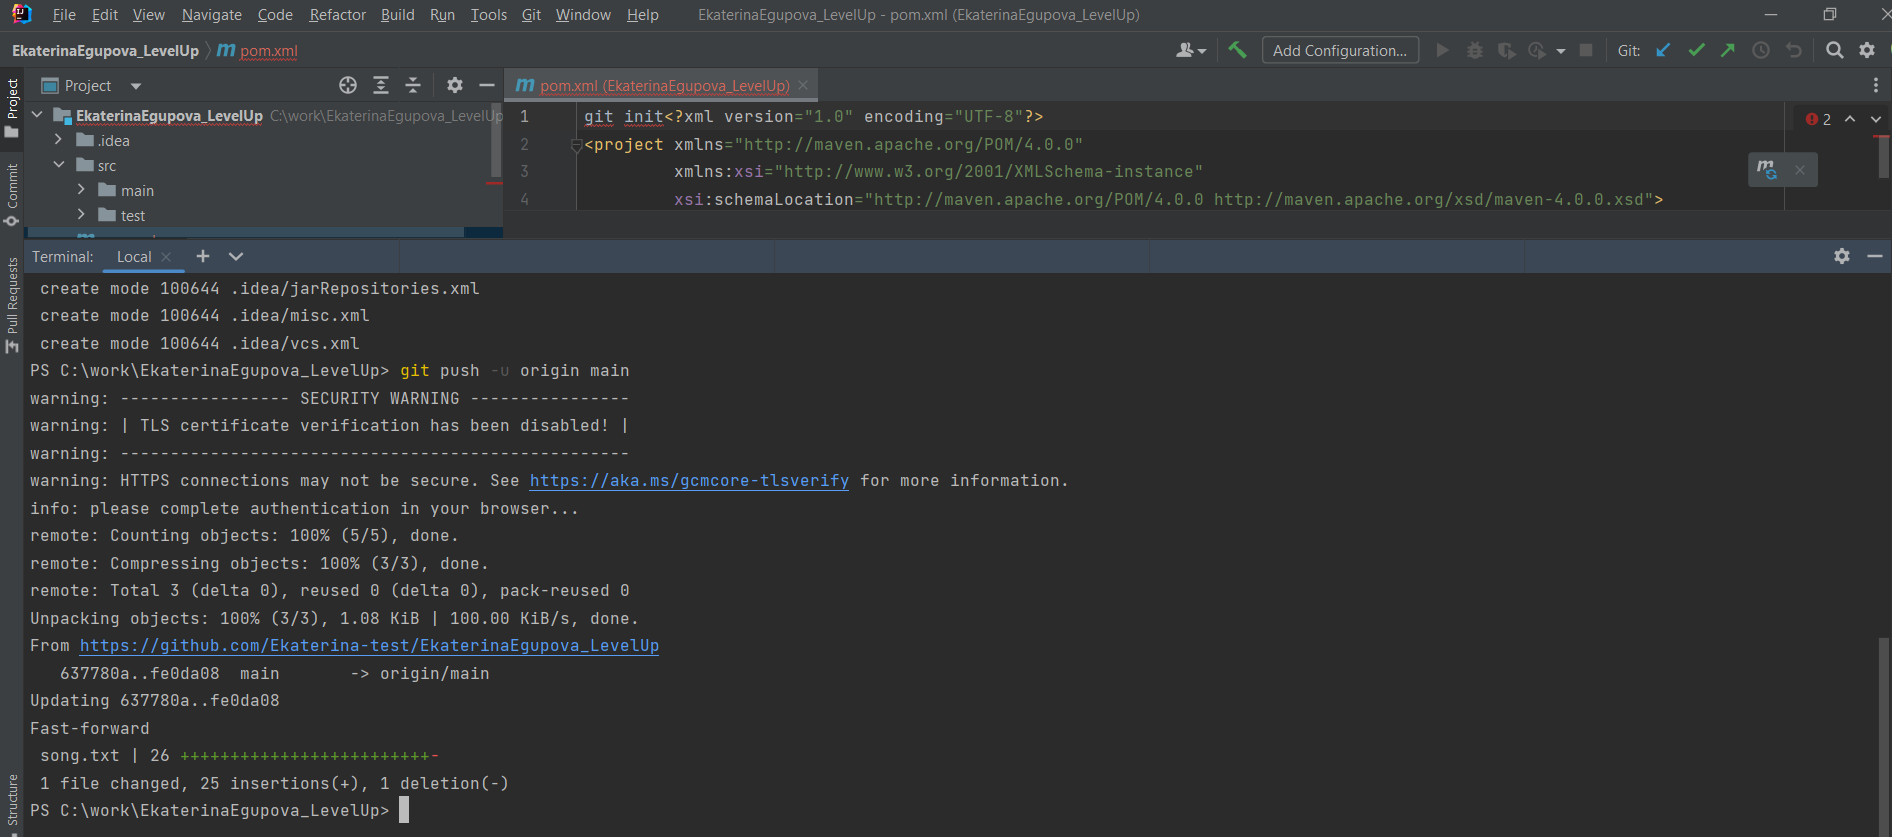 File Edit View Navigate Code Refactor Build Run Tools Git Window Help EkaterinaEgupova_LevelUp - pom.xml (EkaterinaEgupova_LevelUp)
EkaterinaEgupova_LevelUp m pom.xml Add Configuration... Git:
Project
Commit
Pull Requests
Structure
Project
EkaterinaEgupova_LevelUp C:\work\EkaterinaEgupova_LevelUp
.idea
src
main
test
m pom.xml (EkaterinaEgupova_LevelUp)
1 git init<?xml version="1.0" encoding="UTF-8"?>
2 <project xmlns="http://maven.apache.org/POM/4.0.0"
3 xmlns:xsi="http://www.w3.org/2001/XMLSchema-instance"
4 xsi:schemaLocation="http://maven.apache.org/POM/4.0.0 http://maven.apache.org/xsd/maven-4.0.0.xsd">
2
m
Terminal: Local
create mode 100644 .idea/jarRepositories.xml
create mode 100644 .idea/misc.xml
create mode 100644 .idea/vcs.xml
PS C:\work\EkaterinaEgupova_LevelUp> git push -u origin main
warning: ----------------- SECURITY WARNING ----------------
warning: | TLS certificate verification has been disabled! |
warning: ---------------------------------------------------
warning: HTTPS connections may not be secure. See https://aka.ms/gcmcore-tlsverify for more information.
info: please complete authentication in your browser...
remote: Counting objects: 100% (5/5), done.
remote: Compressing objects: 100% (3/3), done.
remote: Total 3 (delta 0), reused 0 (delta 0), pack-reused 0
Unpacking objects: 100% (3/3), 1.08 KiB | 100.00 KiB/s, done.
From https://github.com/Ekaterina-test/EkaterinaEgupova_LevelUp
637780a..fe0da08 main -> origin/main
Updating 637780a..fe0da08
Fast-forward
song.txt | 26 +++++++++++++++++++++++++-
1 file changed, 25 insertions(+), 1 deletion(-)
PS C:\work\EkaterinaEgupova_LevelUp>